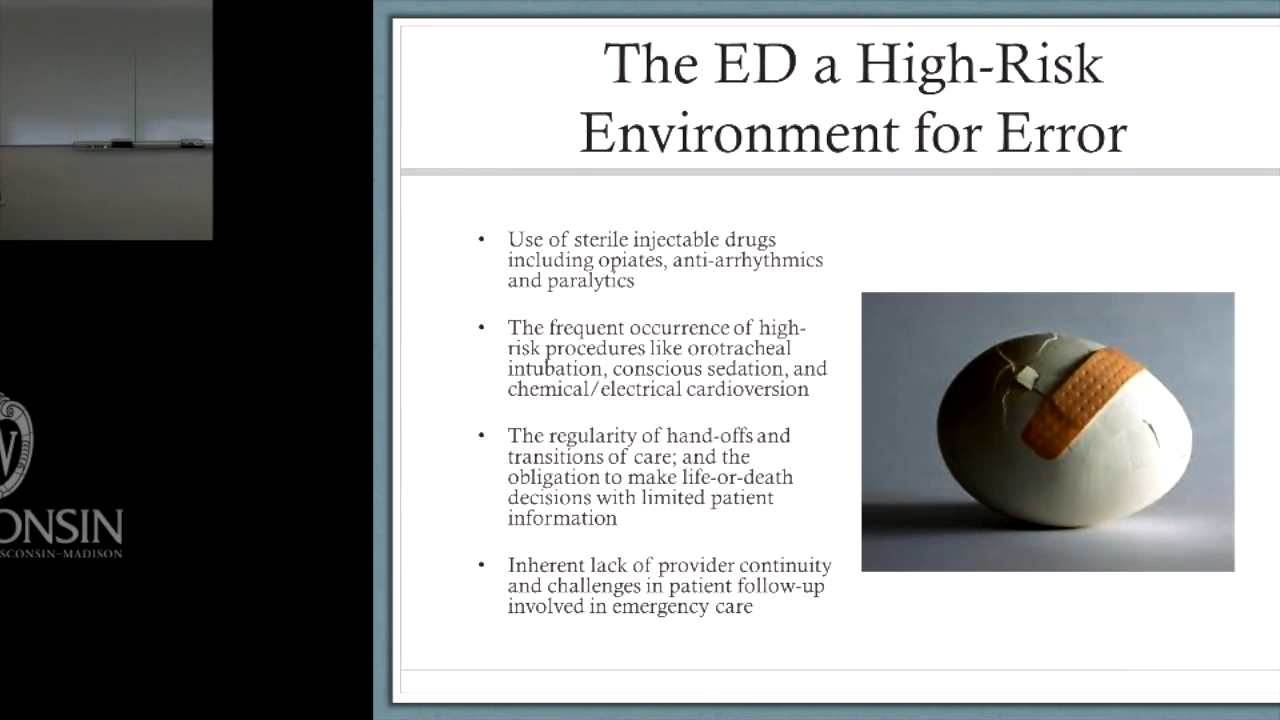 The ED a High-Risk
Environment for Error
• Use of sterile injectable drugs
including opiates, anti-arrhythmics
and paralytics
• The frequent occurrence of high-
risk procedures like orotracheal
intubation, conscious sedation, and
chemical/electrical cardioversion
• The regularity of hand-offs and
transitions of care; and the
obligation to make life-or-death
decisions with limited patient
information
• Inherent lack of provider continuity
and challenges in patient follow-up
involved in emergency care
W
ONSIN
SCONSIN–MADISON